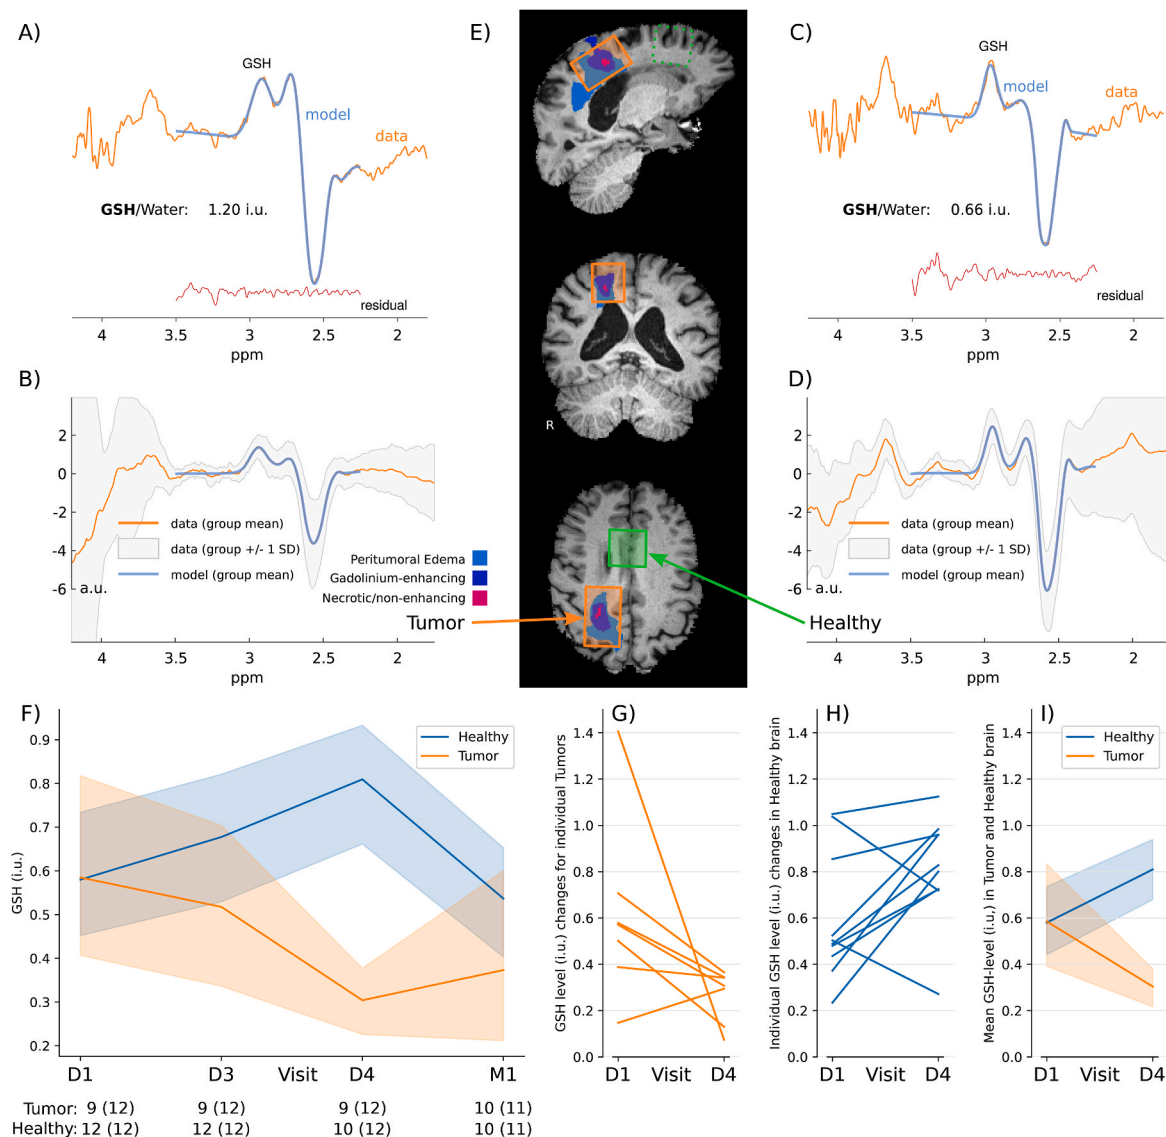 A)
GSH
model
data
GSH/Water: 1.20 i.u.
residual
4 3.5 3 2.5 2
ppm
B)
2
0
-2
-4
-6
a.u.
data (group mean)
data (group +/- 1 SD)
model (group mean)
4 3.5 3 2.5 2
ppm
Peritumoral Edema
Gadolinium-enhancing
Necrotic/non-enhancing
Tumor
E)
R
Healthy
C)
GSH
model
data
GSH/Water: 0.66 i.u.
residual
4 3.5 3 2.5 2
ppm
D)
2
0
-2
-4
-6
a.u.
data (group mean)
data (group +/- 1 SD)
model (group mean)
4 3.5 3 2.5 2
ppm
F)
GSH (i.u.)
0.9
0.8
0.7
0.6
0.5
0.4
0.3
0.2
Healthy
Tumor
D1 D3 Visit D4 M1
Tumor: 9 (12) 9 (12) 9 (12) 10 (11)
Healthy: 12 (12) 12 (12) 10 (12) 10 (11)
G)
GSH level (i.u.) changes for individual Tumors
1.4
1.2
1.0
0.8
0.6
0.4
0.2
0.0
D1 Visit D4
H)
Individual GSH level (i.u.) changes in Healthy brain
1.4
1.2
1.0
0.8
0.6
0.4
0.2
0.0
D1 Visit D4
I)
Mean GSH-level (i.u.) in Tumor and Healthy brain
1.4
1.2
1.0
0.8
0.6
0.4
0.2
0.0
Healthy
Tumor
D1 Visit D4